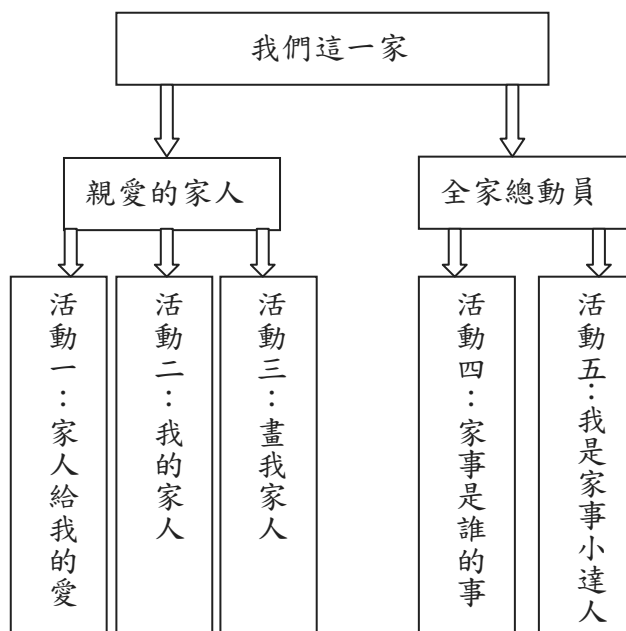 我們這一家
親愛的家人
全家總動員
活動一：家人給我的愛
活動二：我的家人
活動三：畫我家人
活動四：家事是誰的事
活動五：我是家事小達人